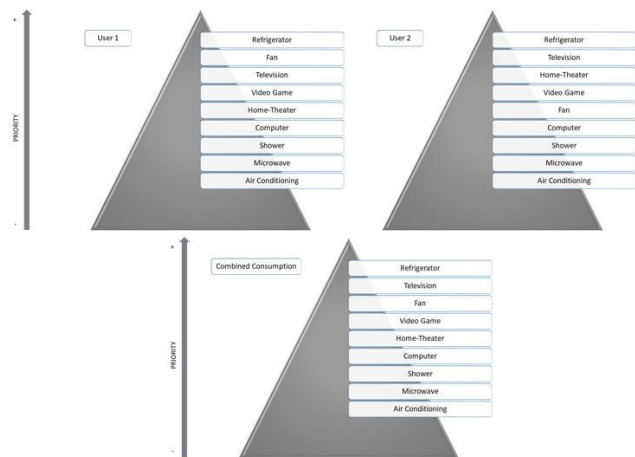 +
User 1
Refrigerator
Fan
Television
Video Game
Home-Theater
Computer
Shower
Microwave
Air Conditioning
PRIORITY
-
User 2
Refrigerator
Television
Home-Theater
Video Game
Fan
Computer
Shower
Microwave
Air Conditioning
+
Combined Consumption
Refrigerator
Television
Fan
Video Game
Home-Theater
Computer
Shower
Microwave
Air Conditioning
PRIORITY
-